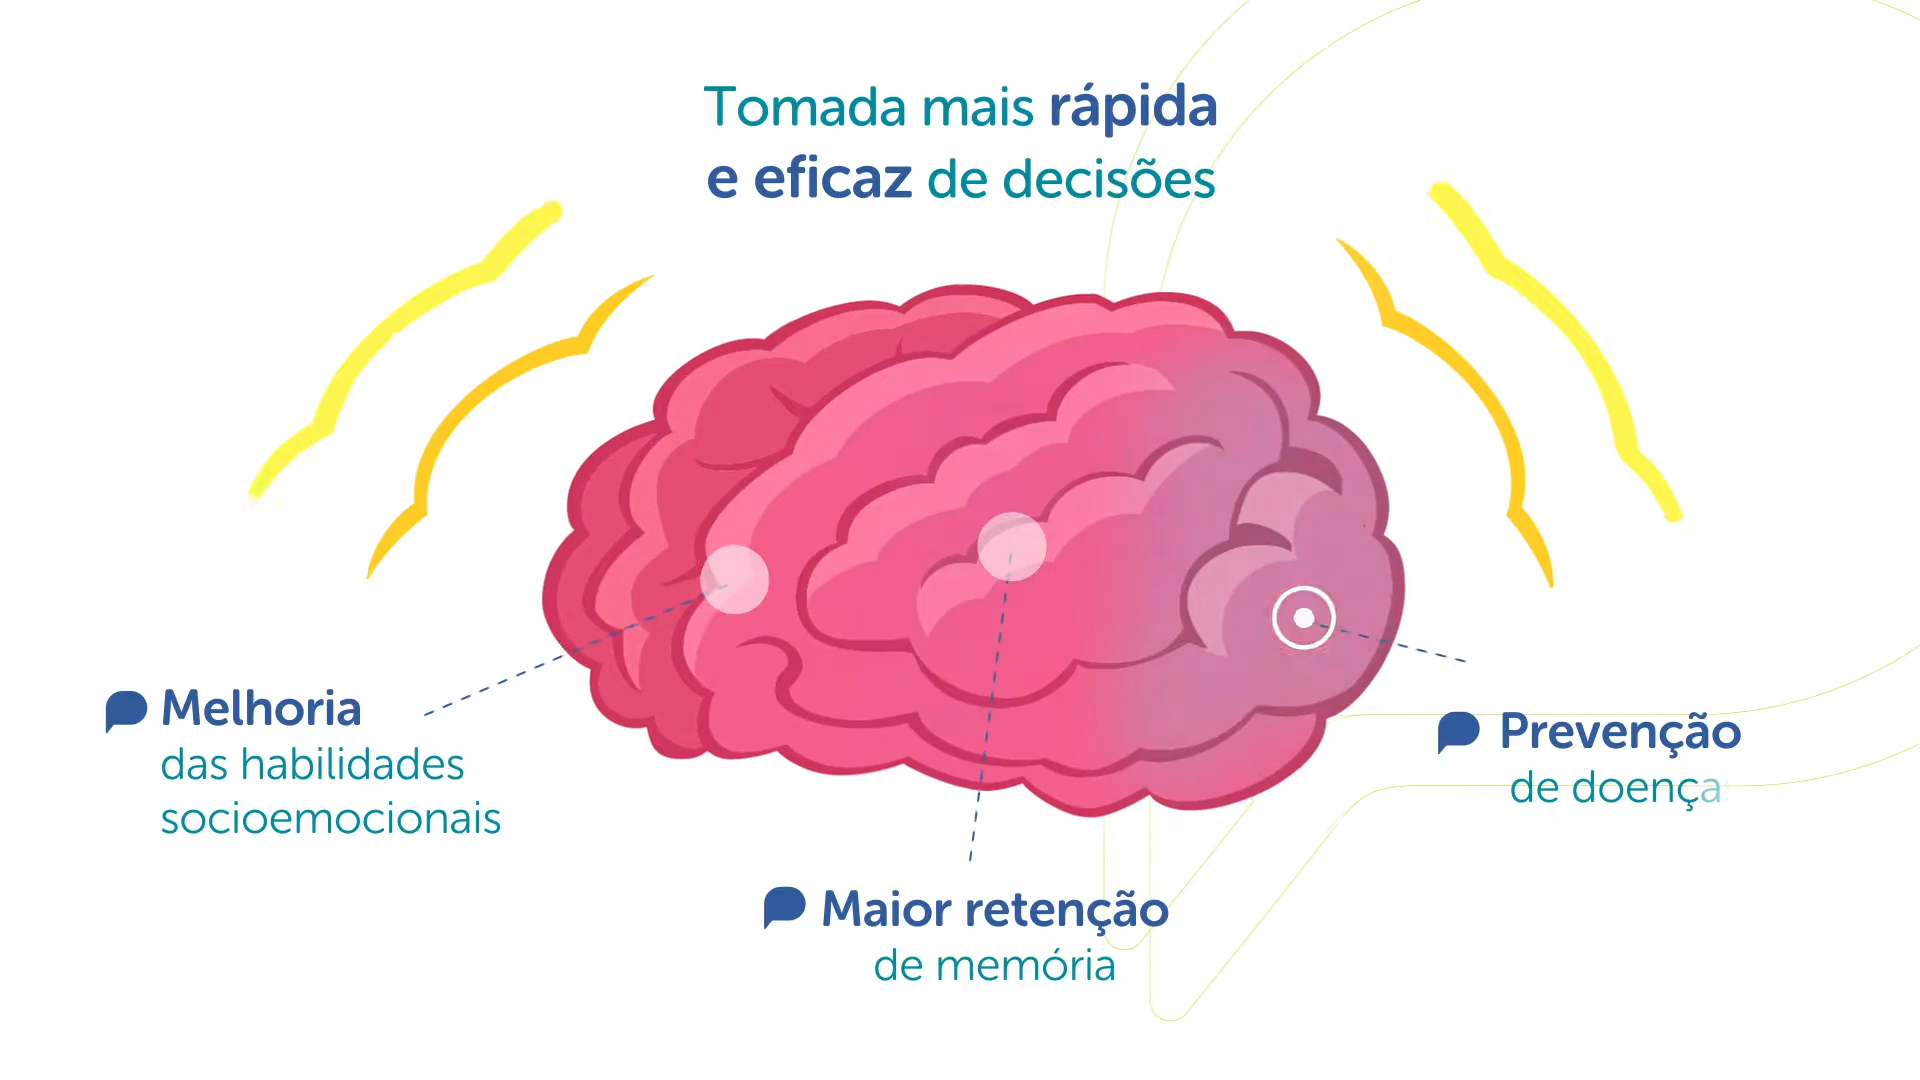 Tomada mais rápida
e eficaz de decisões
Melhoria
das habilidades
socioemocionais
Prevenção
de doença
Maior retenção
de memória